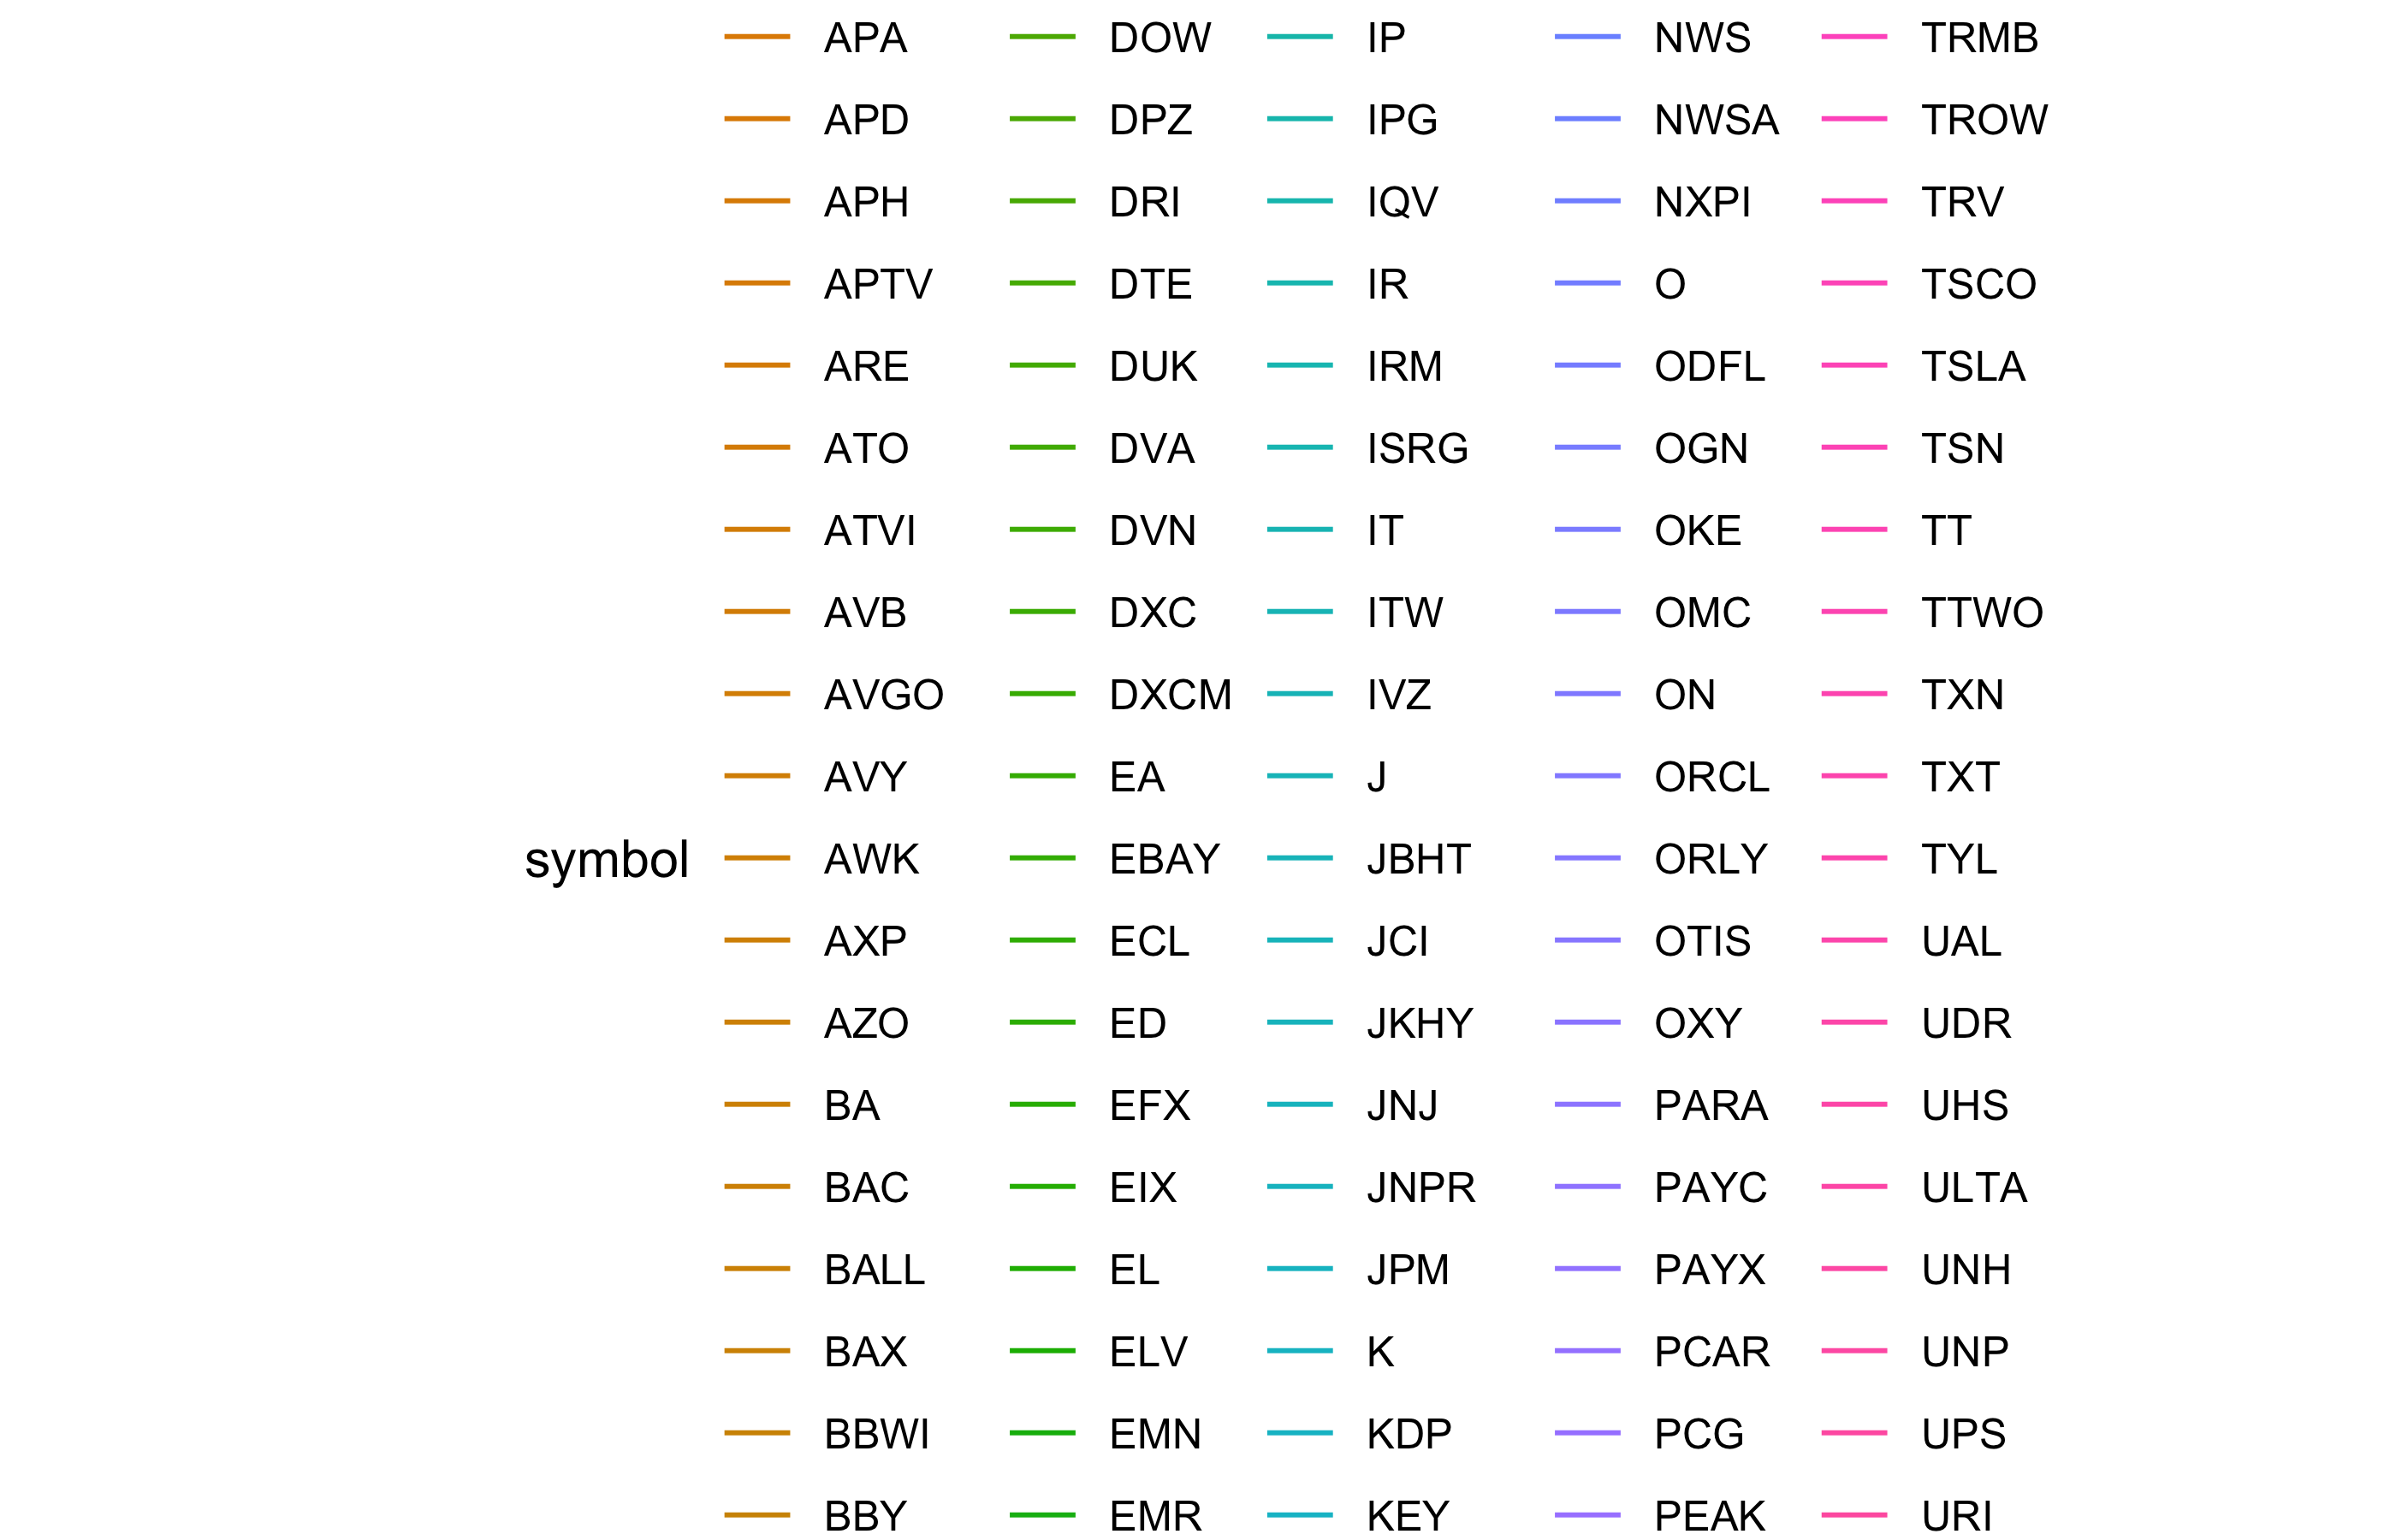 APA DOW IP NWS TRMB
APD DPZ IPG NWSA TROW
APH DRI IQV NXPI TRV
APTV DTE IR O TSCO
ARE DUK IRM ODFL TSLA
ATO DVA ISRG OGN TSN
ATVI DVN IT OKE TT
AVB DXC ITW OMC TTWO
AVGO DXCM IVZ ON TXN
AVY EA J ORCL TXT
symbol AWK EBAY JBHT ORLY TYL
AXP ECL JCI OTIS UAL
AZO ED JKHY OXY UDR
BA EFX JNJ PARA UHS
BAC EIX JNPR PAYC ULTA
BALL EL JPM PAYX UNH
BAX ELV K PCAR UNP
BBWI EMN KDP PCG UPS
BBY EMR KEY PEAK URI